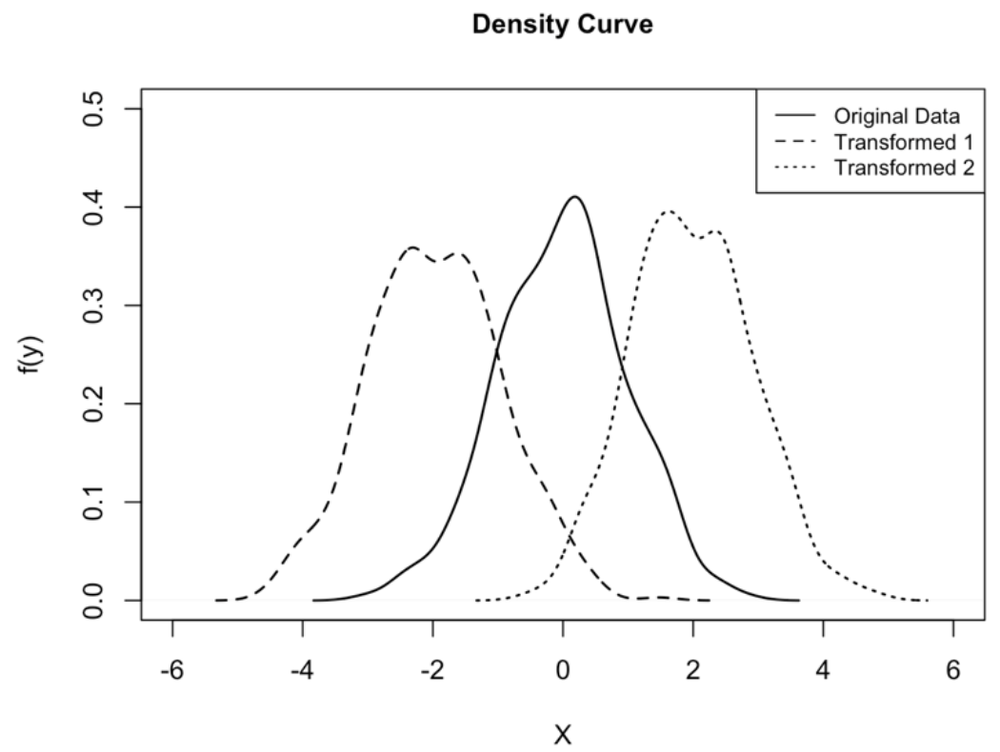 Density Curve
0.5
Original Data
Transformed 1
Transformed 2
0.4
0.3
f(y)
0.2
0.1
0.0
-6 -4 -2 0 2 4 6
X